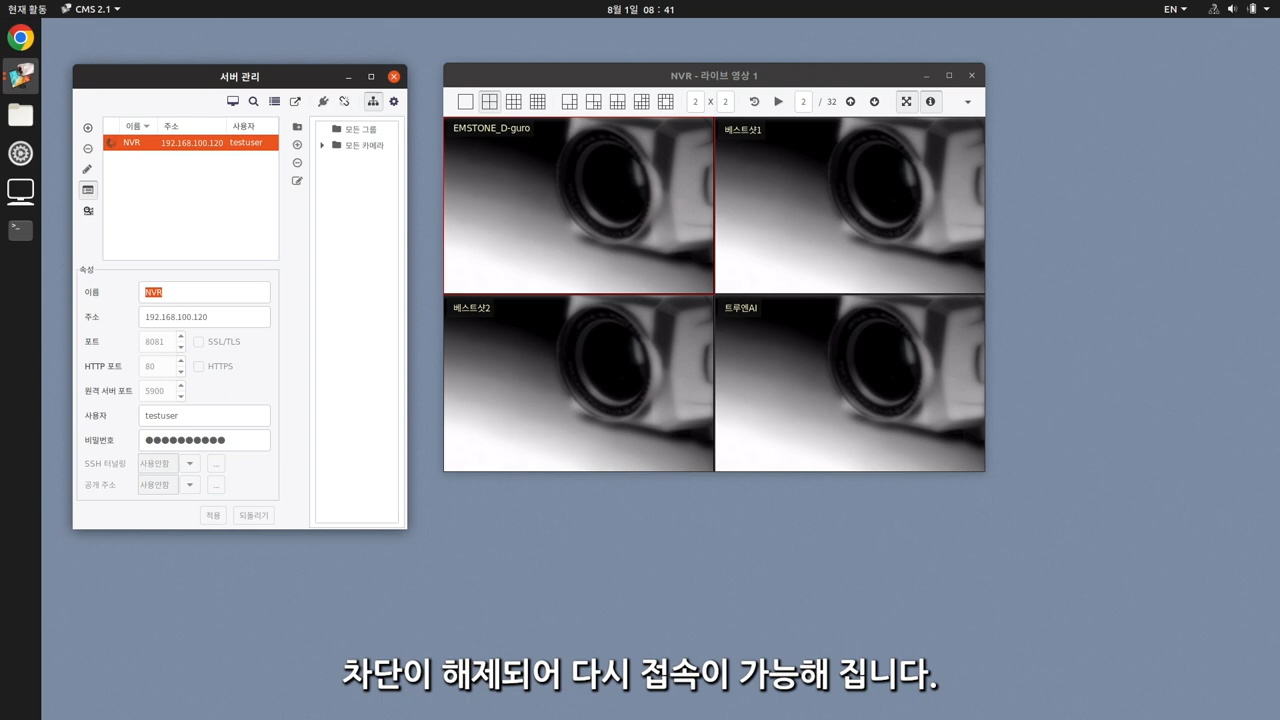 현재 활동
CMS 2.1
8월 1일 08 : 41
EN
서버 관리
이름
주소
사용자
NVR
192.168.100.120
testuser
모든 그룹
모든 카메라
속성
이름
NVR
주소
192.168.100.120
포트
8081
SSL/TLS
HTTP 포트
80
HTTPS
원격 서버 포트
5900
사용자
testuser
비밀번호
●●●●●●●●●●
SSH 터널링
사용안함
...
공개 주소
사용안함
...
적용
되돌리기
NVR - 라이브 영상 1
2 X 2
2 / 32
EMSTONE_D-guro
베스트샷1
베스트샷2
트루엔AI
차단이 해제되어 다시 접속이 가능해 집니다.